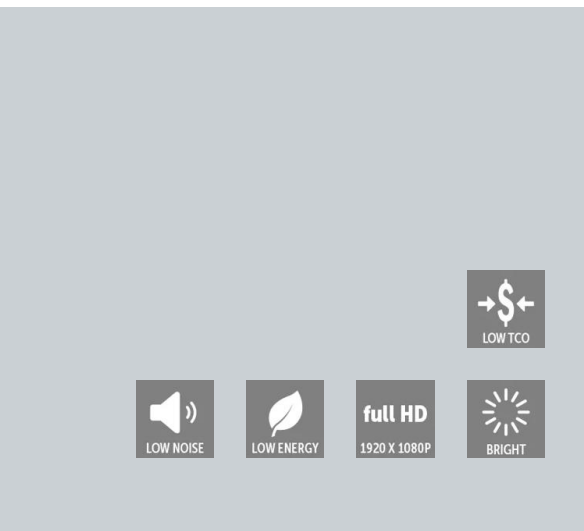 LOW TCO
LOW NOISE
LOW ENERGY
full HD
1920 X 1080P
BRIGHT